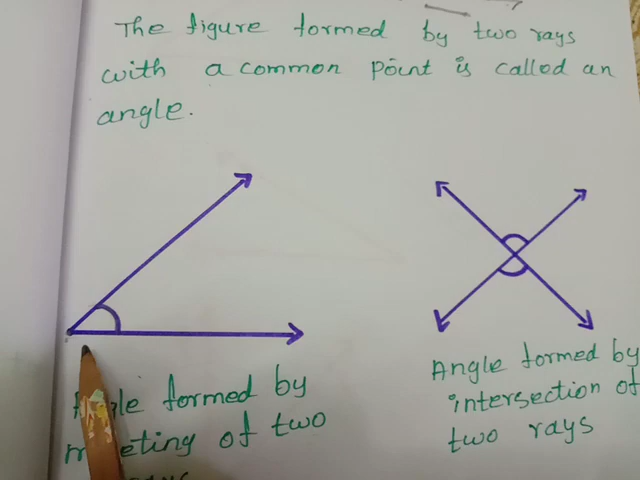 The figure formed by two rays
with a common point is called an
angle.
formed by
of two
Angle formed by
intersection of
two rays